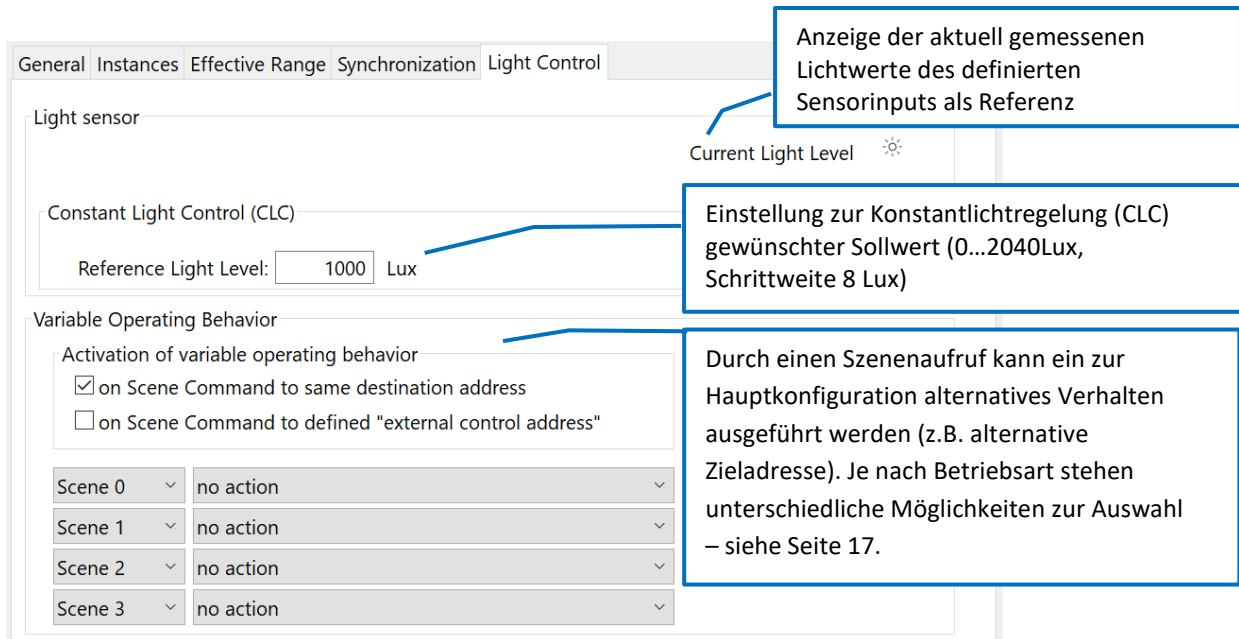 Anzeige der aktuell gemessenen
Lichtwerte des definierten
Sensorinputs als Referenz
General Instances Effective Range Synchronization Light Control
Light sensor
Current Light Level
Constant Light Control (CLC)
Reference Light Level: 1000 Lux
Einstellung zur Konstantlichtregelung (CLC)
gewünschter Sollwert (0…2040Lux,
Schrittweite 8 Lux)
Variable Operating Behavior
Activation of variable operating behavior
on Scene Command to same destination address
on Scene Command to defined "external control address"
Durch einen Szenenaufruf kann ein zur
Hauptkonfiguration alternatives Verhalten
ausgeführt werden (z.B. alternative
Zieladresse). Je nach Betriebsart stehen
unterschiedliche Möglichkeiten zur Auswahl
– siehe Seite 17.
Scene 0 no action
Scene 1 no action
Scene 2 no action
Scene 3 no action